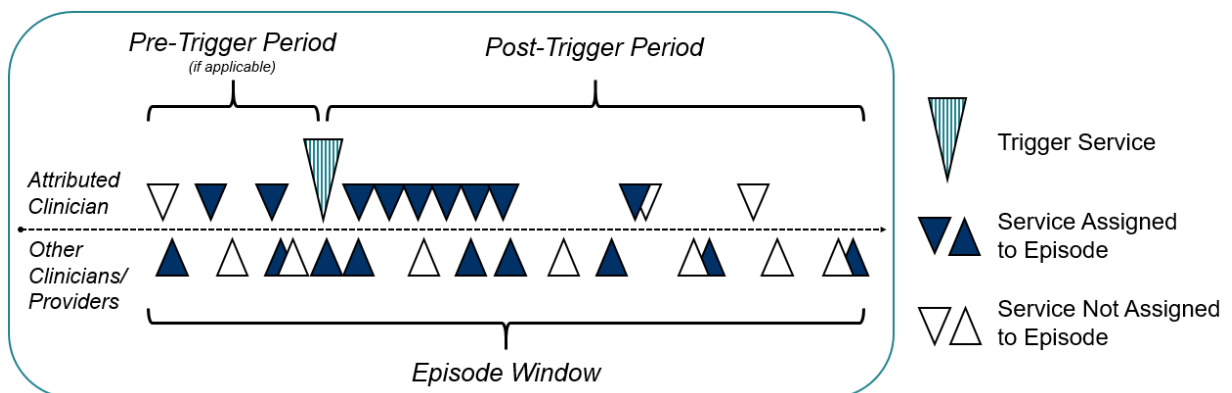 Pre-Trigger Period
(if applicable)
Post-Trigger Period
Attributed
Clinician
Other
Clinicians/
Providers
Episode Window
Trigger Service
Service Assigned
to Episode
Service Not Assigned
to Episode